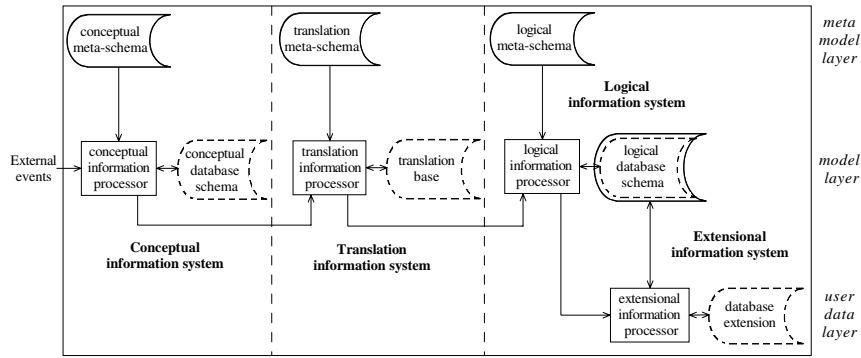 conceptual
meta-schema
translation
meta-schema
logical
meta-schema
meta
model
layer
Logical
information system
External
events
conceptual
information
processor
conceptual
database
schema
translation
information
processor
translation
base
logical
information
processor
logical
database
schema
model
layer
Conceptual
information system
Translation
information system
Extensional
information system
extensional
information
processor
database
extension
user
data
layer